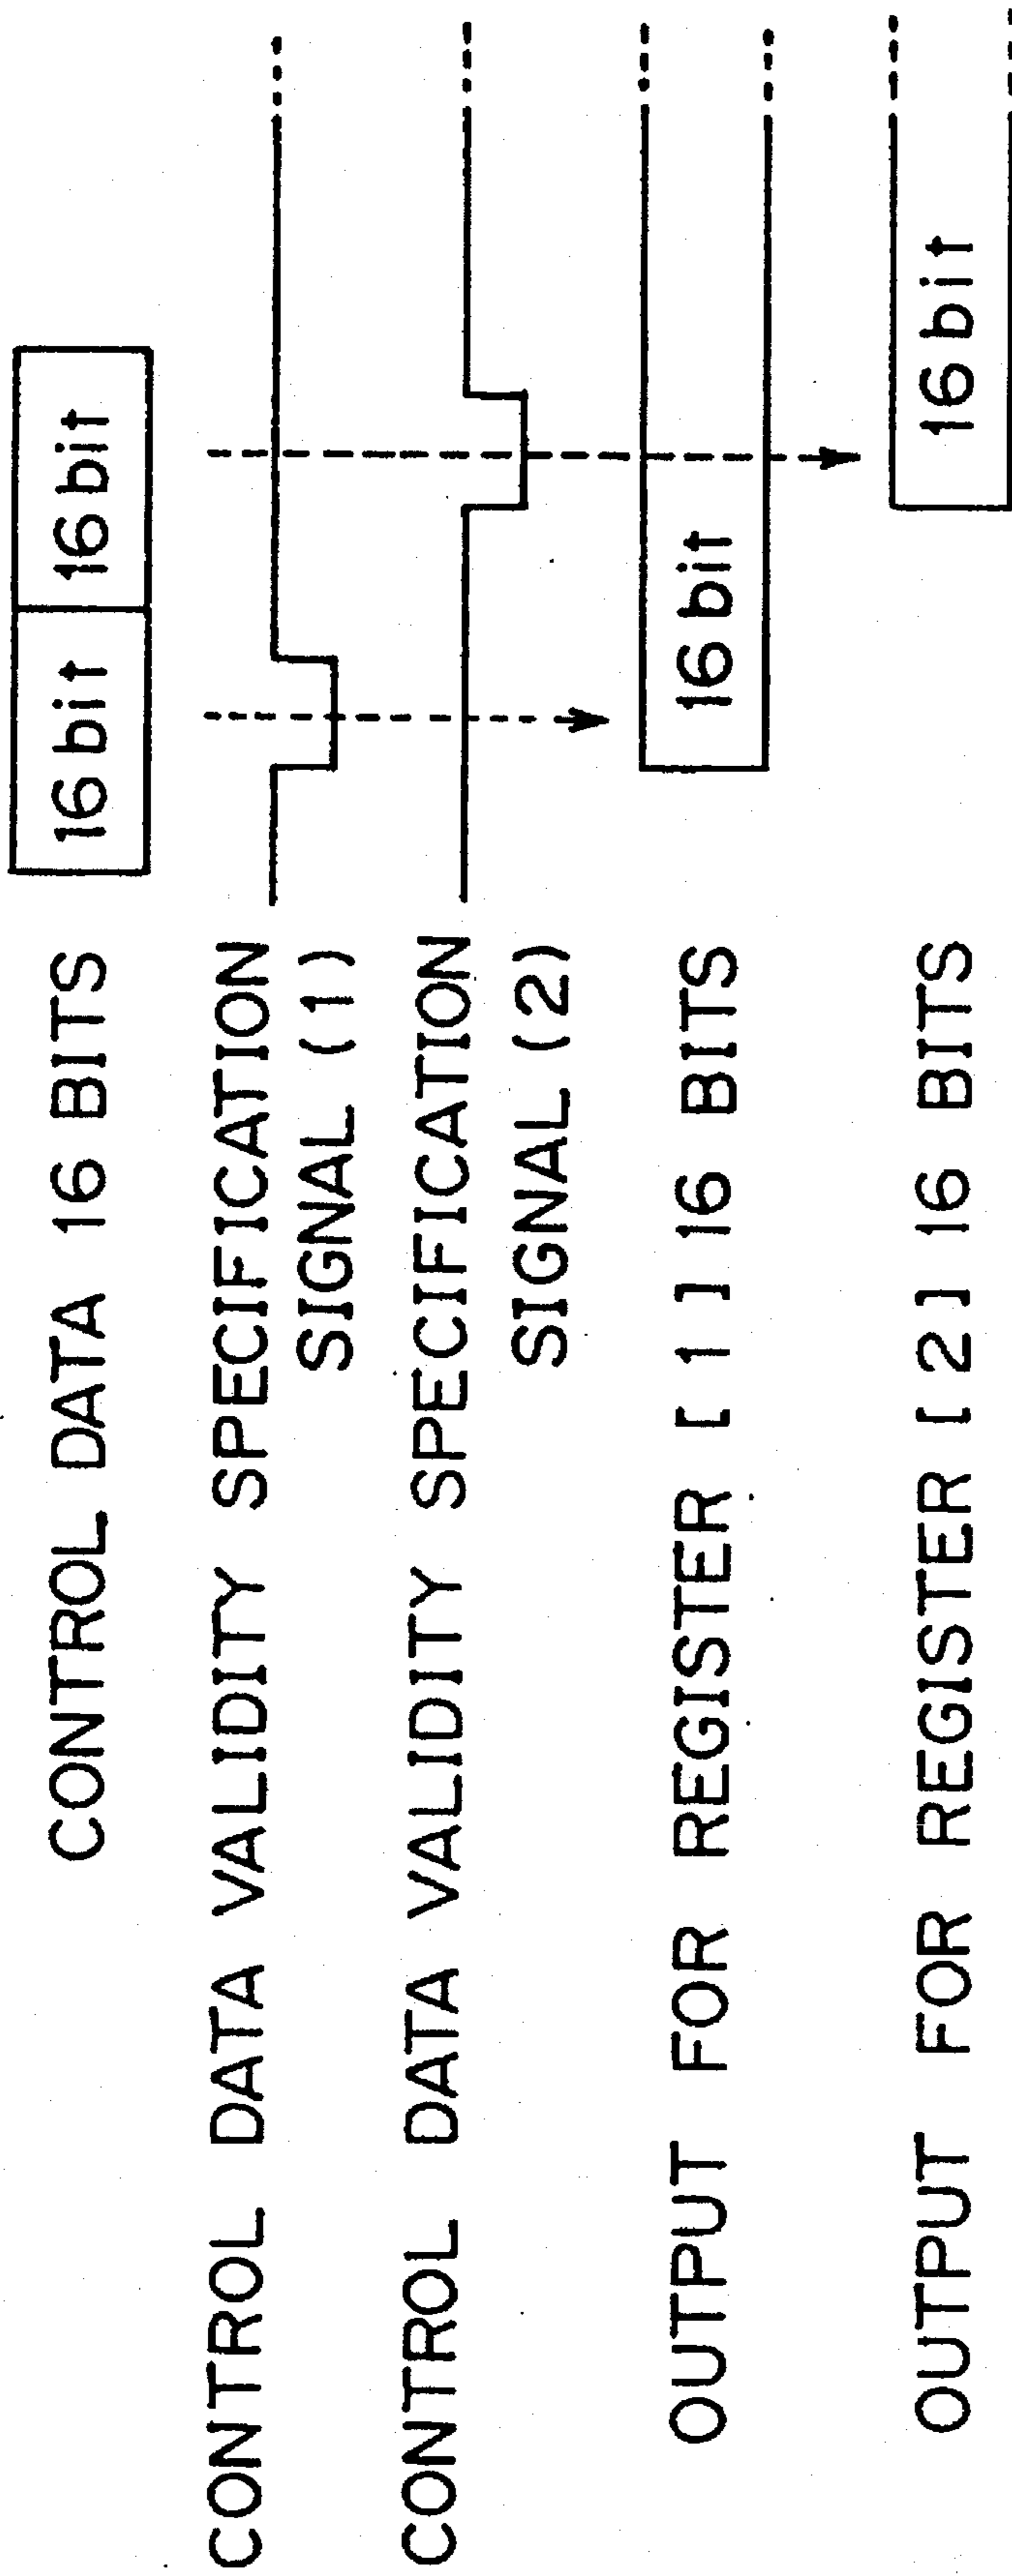 CONTROL DATA 16 BITS
16 bit 16 bit
CONTROL DATA VALIDITY SPECIFICATION
SIGNAL (1)
CONTROL DATA VALIDITY SPECIFICATION
SIGNAL (2)
OUTPUT FOR REGISTER [1] 16 BITS
16 bit
OUTPUT FOR REGISTER [2] 16 BITS
16 bit